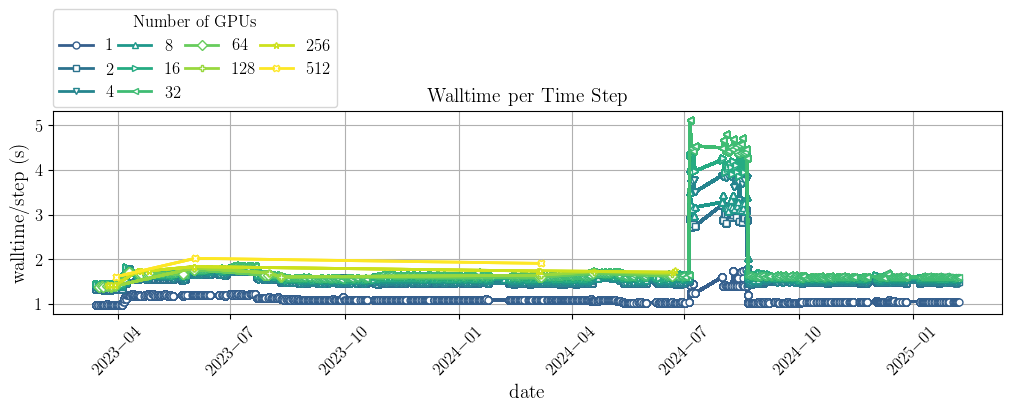 Number of GPUs
1 8 64 256
2 16 128 512
4 32
Walltime per Time Step
walltime/step (s)
5
4
3
2
1
2023−04 2023−07 2023−10 2024−01 2024−04 2024−07 2024−10 2025−01
date